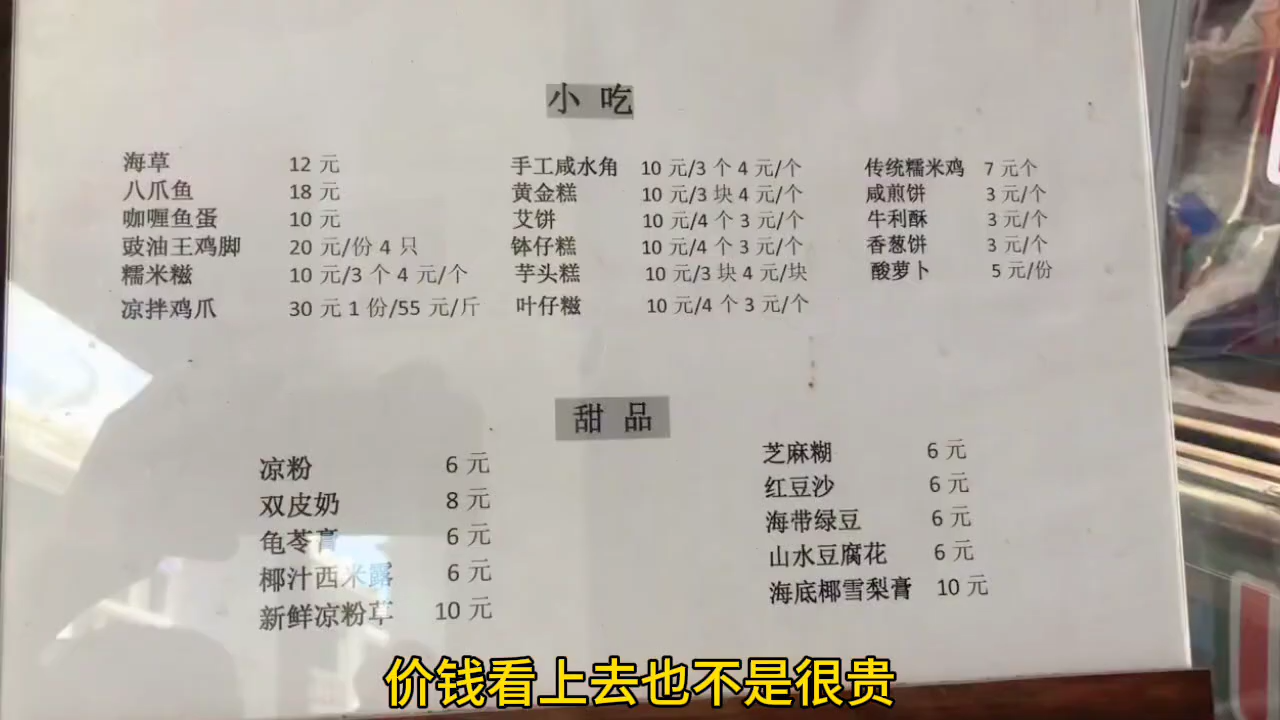 小 吃
海草 12 元
八爪鱼 18 元
咖喱鱼蛋 10 元
豉油王鸡脚 20 元/份 4 只
糯米糍 10 元/3 个 4 元/个
凉拌鸡爪 30 元 1 份/55 元/斤
手工咸水角 10 元/3 个 4 元/个
黄金糕 10 元/3 块 4 元/个
艾饼 10 元/4 个 3 元/个
钵仔糕 10 元/4 个 3 元/个
芋头糕 10 元/3 块 4 元/块
叶仔糍 10 元/4 个 3 元/个
传统糯米鸡 7 元个
咸煎饼 3 元/个
牛利酥 3 元/个
香葱饼 3 元/个
酸萝卜 5 元/份
甜 品
凉粉 6 元
双皮奶 8 元
龟苓膏 6 元
椰汁西米露 6 元
新鲜凉粉草 10 元
芝麻糊 6 元
红豆沙 6 元
海带绿豆 6 元
山水豆腐花 6 元
海底椰雪梨膏 10 元
价钱看上去也不是很贵